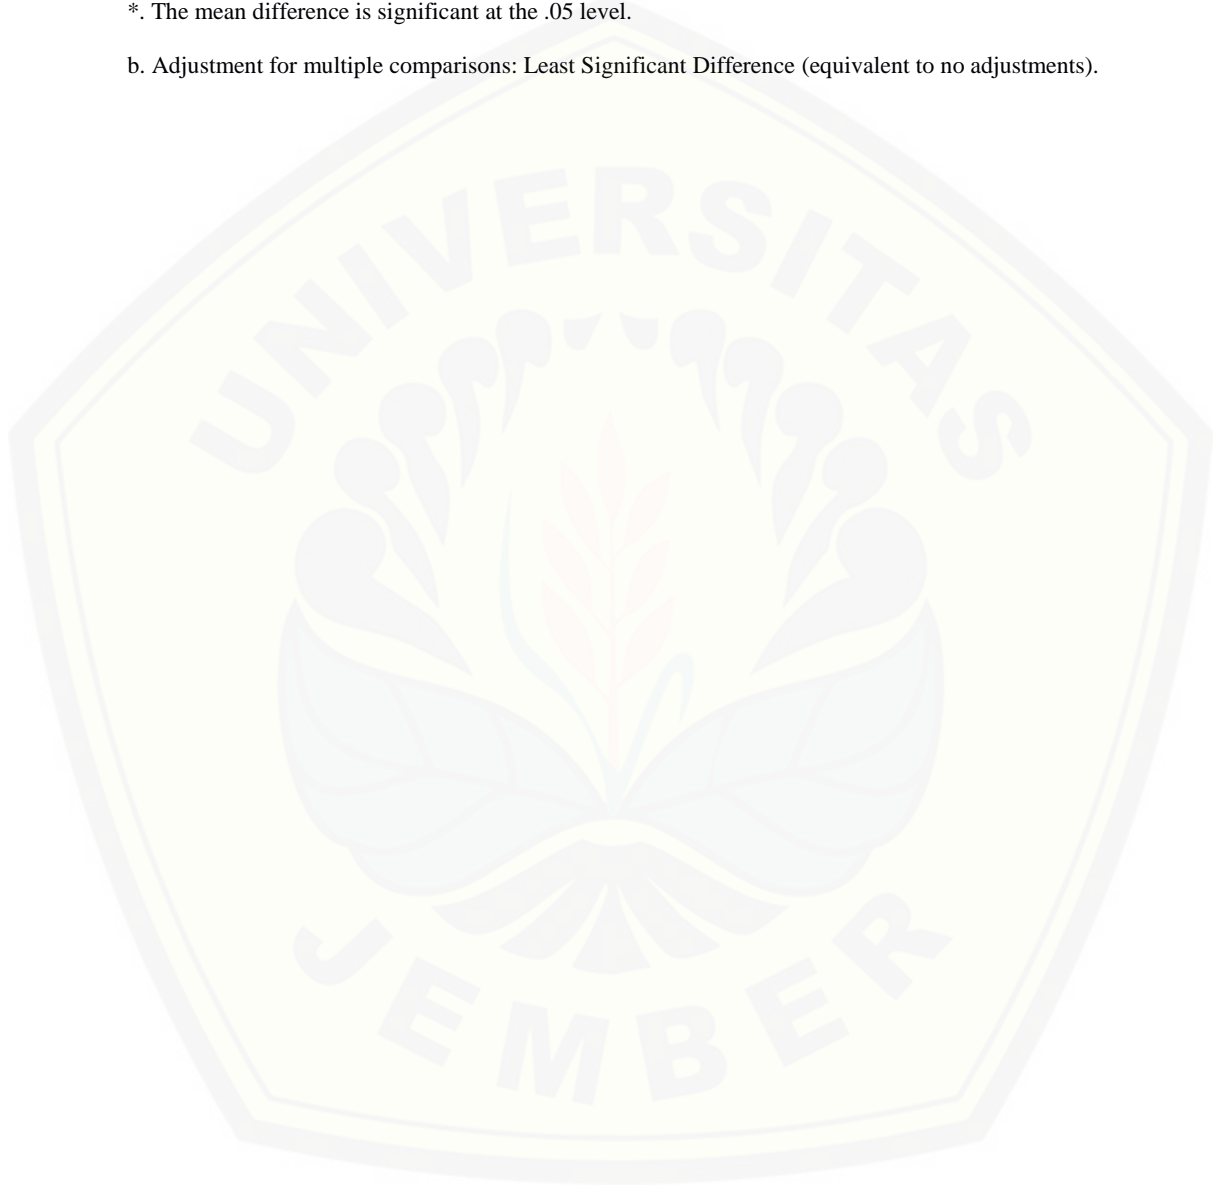 *. The mean difference is significant at the .05 level.
b. Adjustment for multiple comparisons: Least Significant Difference (equivalent to no adjustments).
UNIVERSITAS
JEMBER